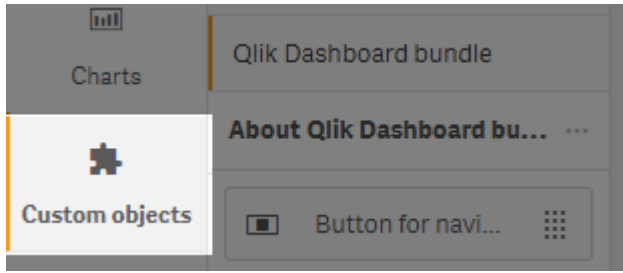 Charts
Custom objects
Qlik Dashboard bundle
About Qlik Dashboard bu...
Button for navi...